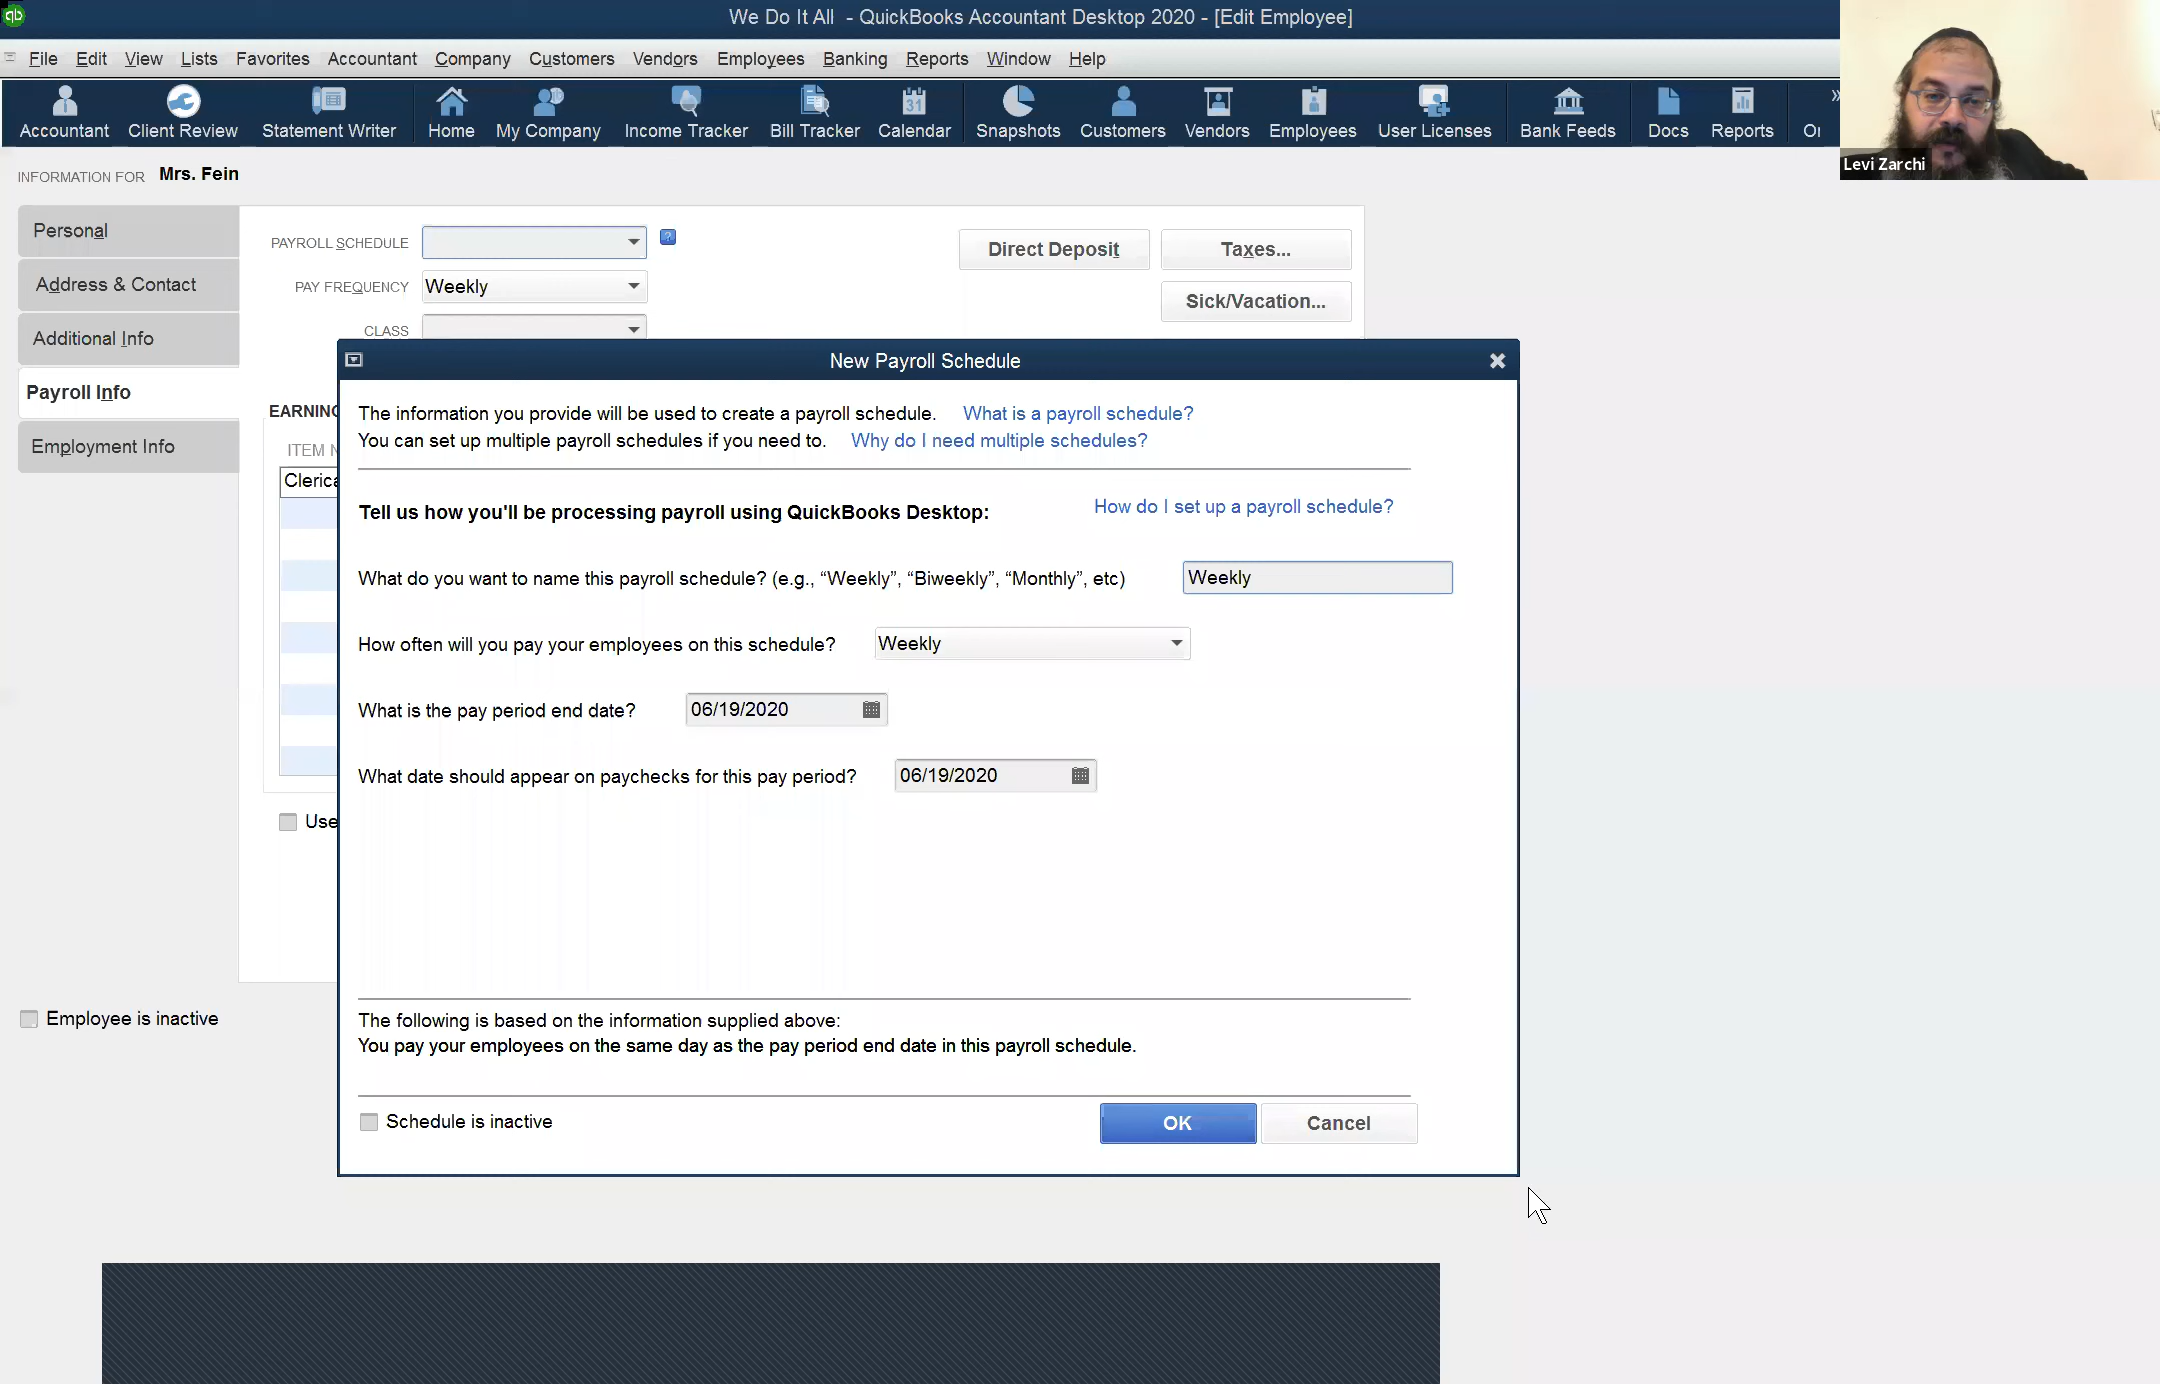 We Do It All - QuickBooks Accountant Desktop 2020 - [Edit Employee]
File Edit View Lists Favorites Accountant Company Customers Vendors Employees Banking Reports Window Help
Accountant Client Review Statement Writer Home My Company Income Tracker Bill Tracker Calendar Snapshots Customers Vendors Employees User Licenses Bank Feeds Docs Reports
31
Levi Zarchi
INFORMATION FOR Mrs. Fein
Personal
Address & Contact
Additional Info
Payroll Info
Employment Info
PAYROLL SCHEDULE
PAY FREQUENCY Weekly
CLASS
Direct Deposit Taxes...
Sick/Vacation...
ITEM
Use
Employee is inactive
New Payroll Schedule
The information you provide will be used to create a payroll schedule. What is a payroll schedule?
You can set up multiple payroll schedules if you need to. Why do I need multiple schedules?
Tell us how you'll be processing payroll using QuickBooks Desktop: How do I set up a payroll schedule?
What do you want to name this payroll schedule? (e.g., “Weekly”, “Biweekly”, “Monthly”, etc) Weekly
How often will you pay your employees on this schedule? Weekly
What is the pay period end date? 06/19/2020
What date should appear on paychecks for this pay period? 06/19/2020
The following is based on the information supplied above:
You pay your employees on the same day as the pay period end date in this payroll schedule.
Schedule is inactive OK Cancel